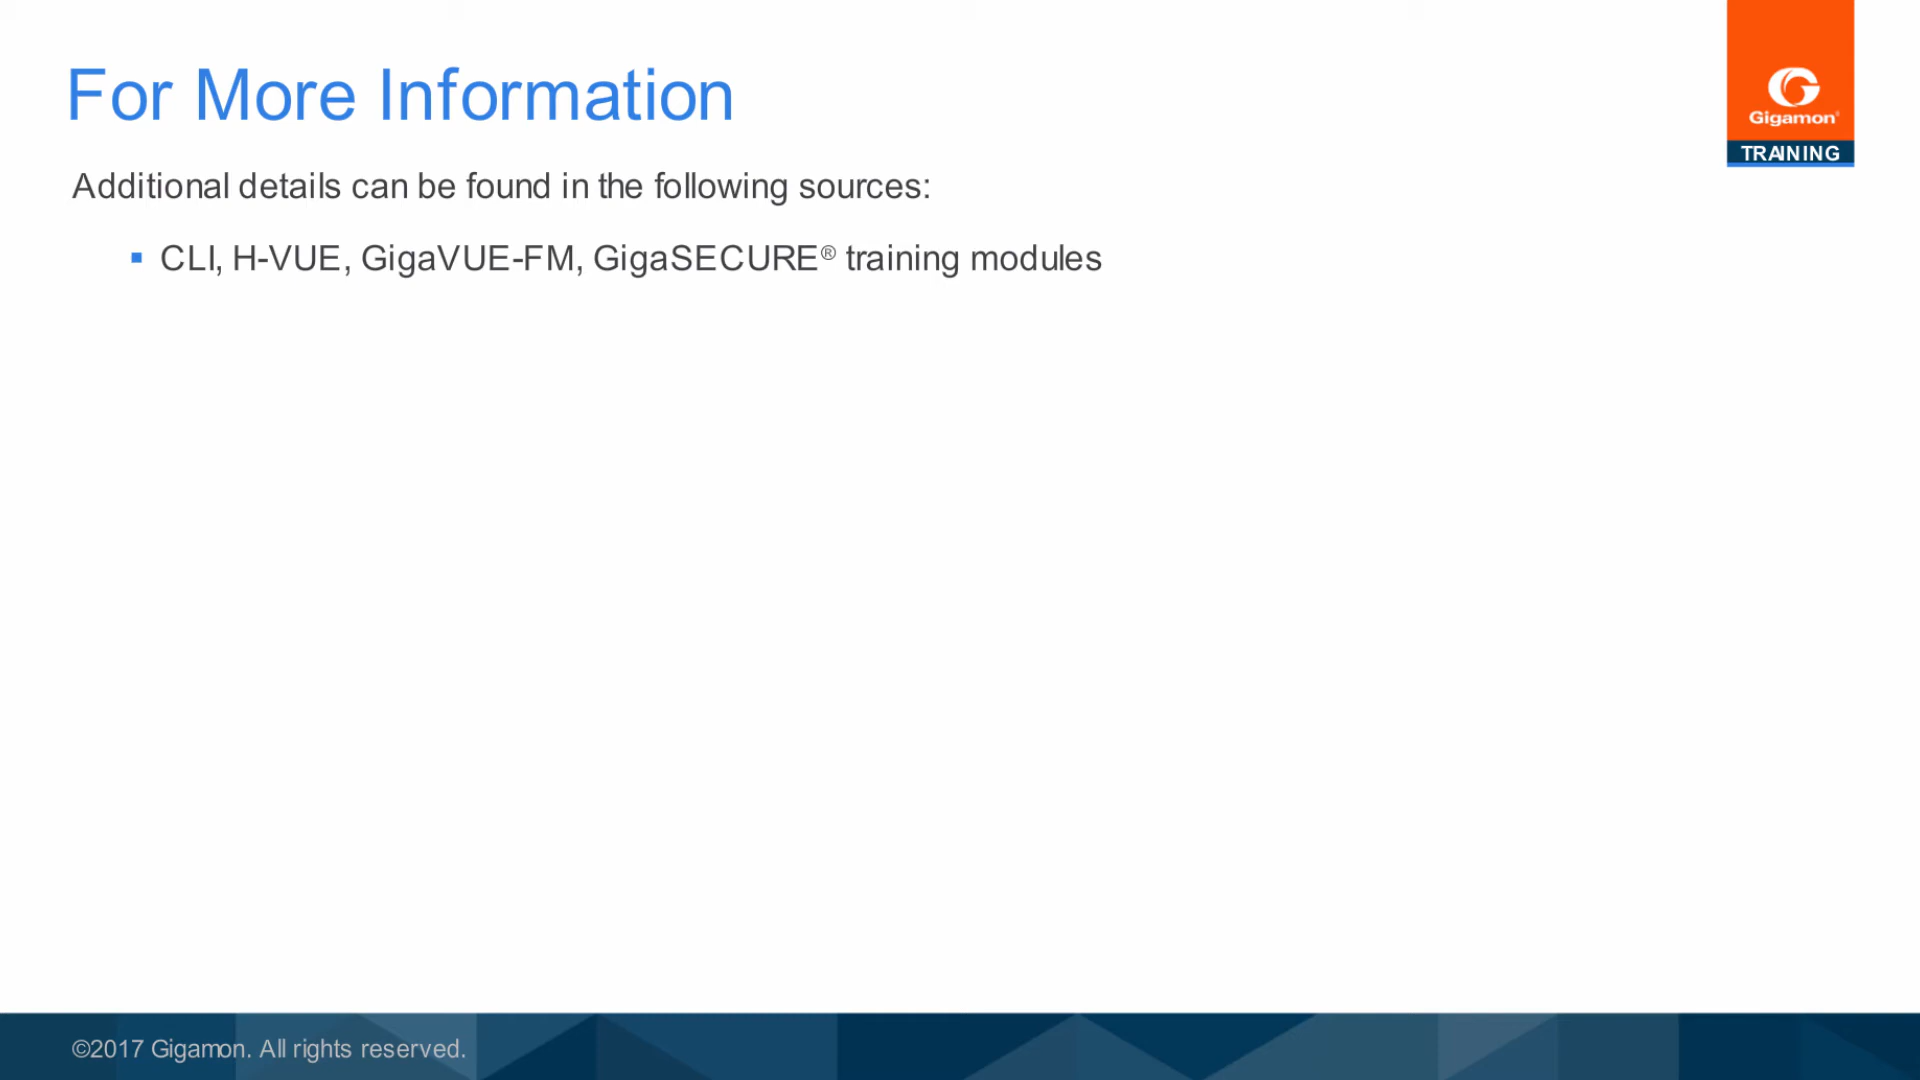 For More Information
Gigamon®
TRAINING
Additional details can be found in the following sources:
▪ CLI, H-VUE, GigaVUE-FM, GigaSECURE® training modules
©2017 Gigamon. All rights reserved.